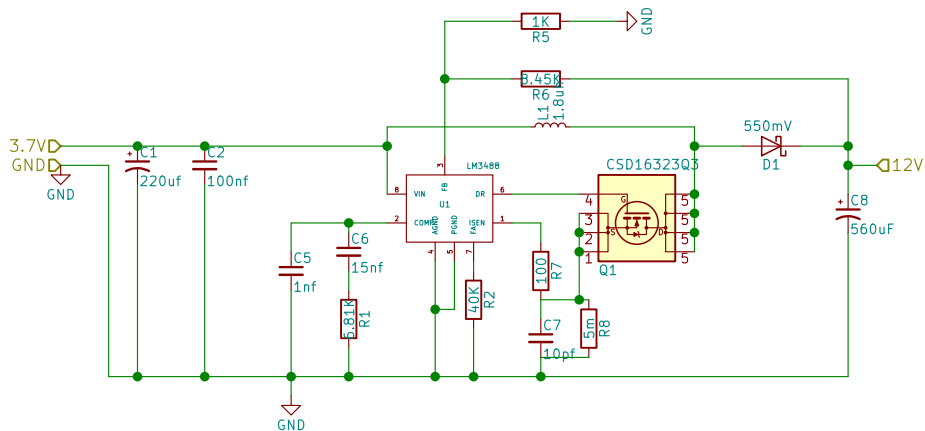 1K
R5
GND
8.45K
R6
L1
1.8u
3.7V
GND
GND
C1
220uf
C2
100nf
550mV
D1
12V
C8
560uF
LM3488
U1
3
FB
8
VIN
DR
6
2
COMP
ISEN
1
AGND
PGND
FA
4
5
7
CSD16323Q3
4
3
2
1
G
S
D
5
5
5
5
Q1
C5
1nf
C6
15nf
6.81K
R1
40K
R2
100
R7
C7
10pf
5m
R8
GND